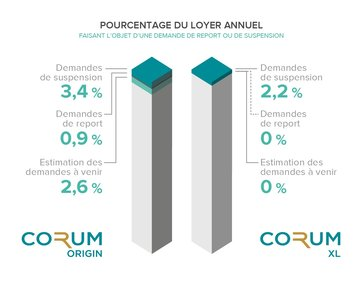 POURCENTAGE DU LOYER ANNUEL
FAISANT L'OBJET D'UNE DEMANDE DE REPORT OU DE SUSPENSION
Demandes
de suspension
3,4 %
Demandes
de report
0,9 %
Estimation des
demandes à venir
2,6 %
CORUM
ORIGIN
Demandes
de suspension
2,2 %
Demandes
de report
0 %
Estimation des
demandes à venir
0 %
CORUM
XL